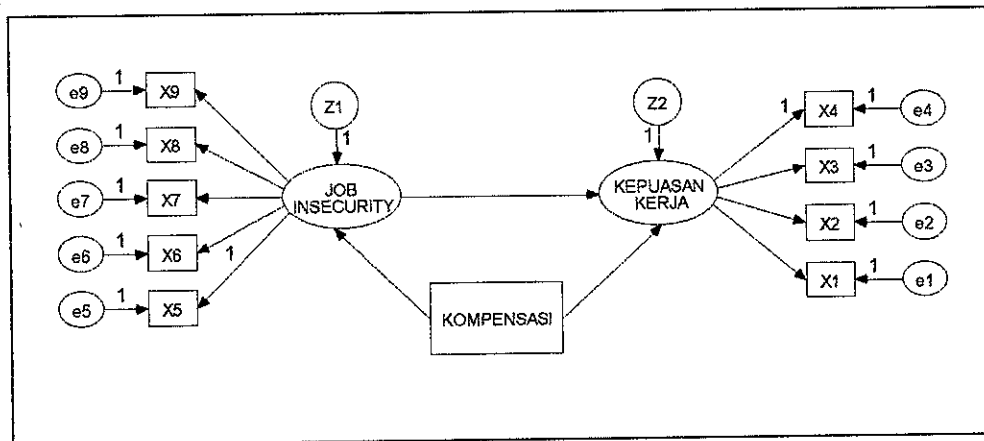 e9 1 X9
e8 1 X8
e7 1 X7
e6 1 X6
e5 1 X5
1
Z1
1
JOB
INSECURITY
KOMPENSASI
Z2
1
KEPUASAN
KERJA
1
X4 1 e4
X3 1 e3
X2 1 e2
X1 1 e1